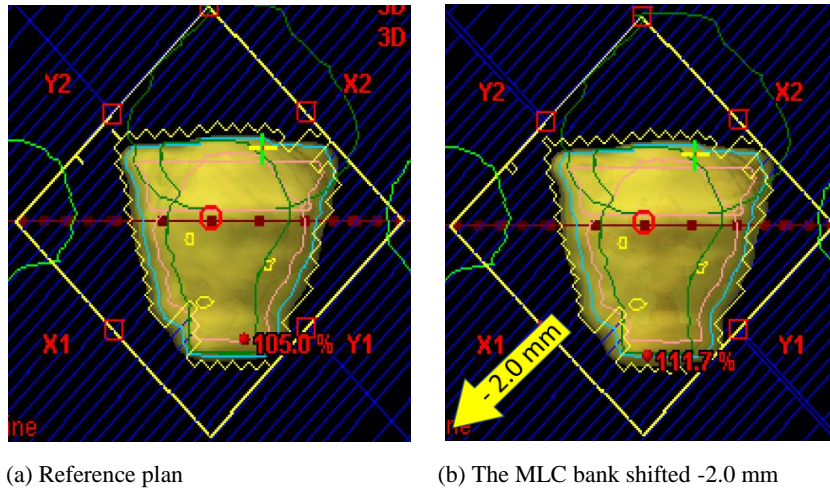 3D
3D
Y2
X2
X1
105.0 %
Y1
ine
(a) Reference plan
Y2
X2
X1
- 2.0 mm
111.7 %
Y1
ne
(b) The MLC bank shifted -2.0 mm